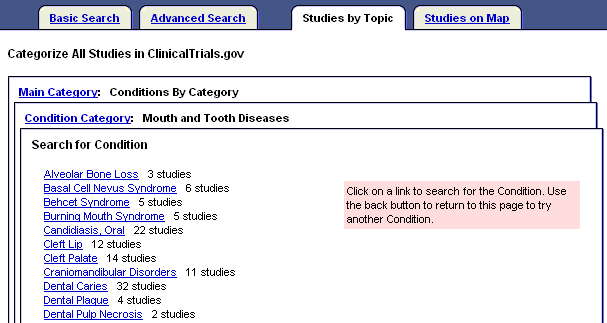 Basic Search Advanced Search Studies by Topic Studies on Map
Categorize All Studies in ClinicalTrials.gov
Main Category: Conditions By Category
Condition Category: Mouth and Tooth Diseases
Search for Condition
Alveolar Bone Loss 3 studies
Basal Cell Nevus Syndrome 6 studies
Behcet Syndrome 5 studies
Burning Mouth Syndrome 5 studies
Candidiasis, Oral 22 studies
Cleft Lip 12 studies
Cleft Palate 14 studies
Craniomandibular Disorders 11 studies
Dental Caries 32 studies
Dental Plaque 4 studies
Dental Pulp Necrosis 2 studies
Click on a link to search for the Condition. Use
the back button to return to this page to try
another Condition.